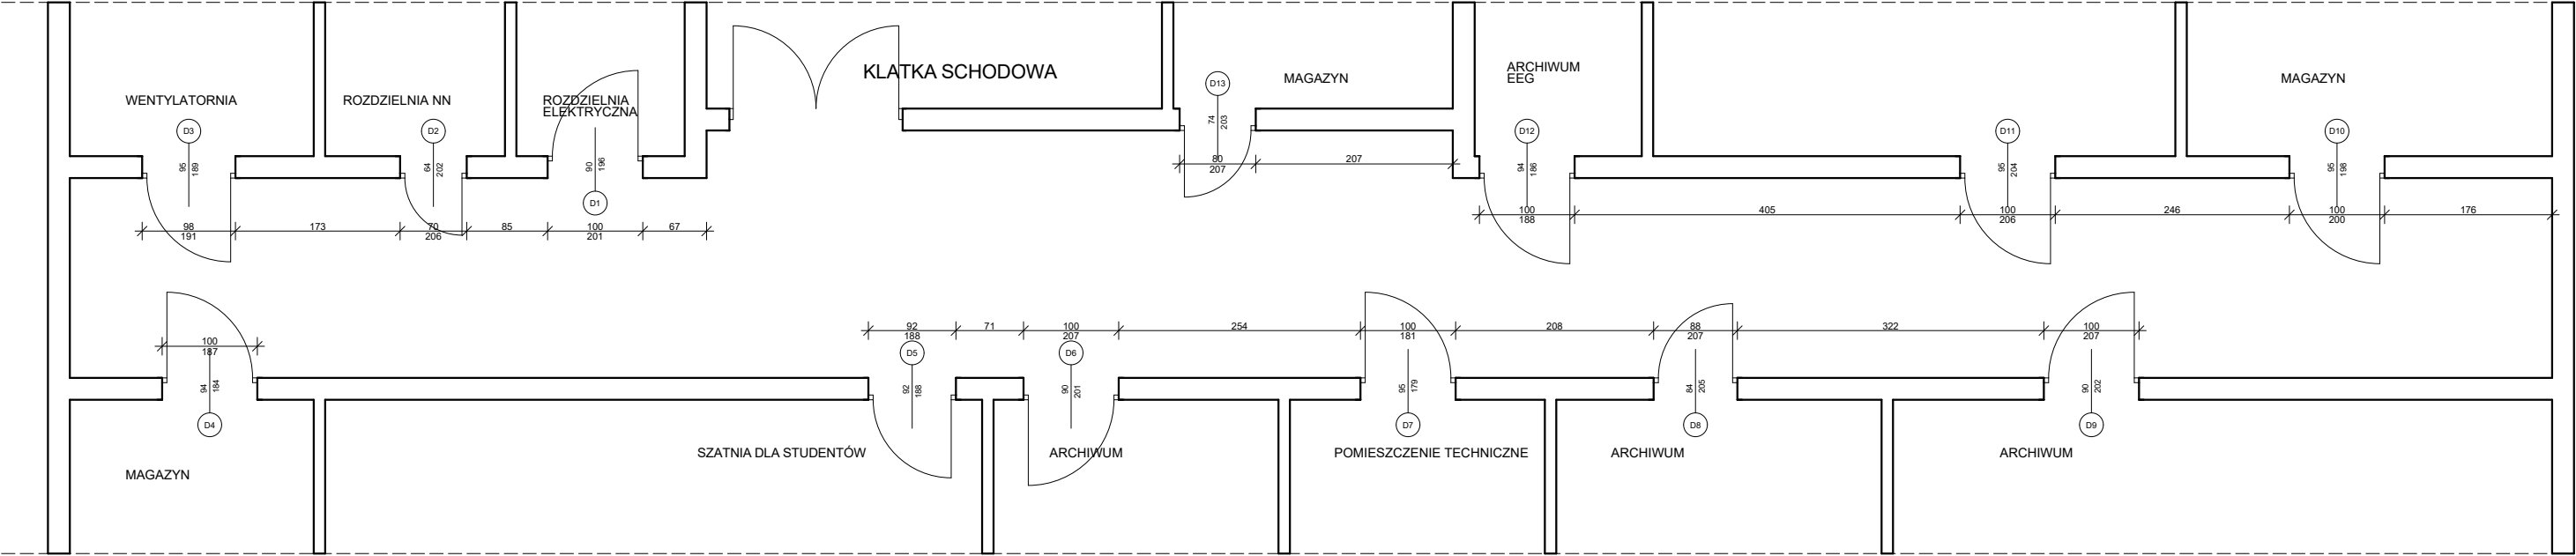 KLATKA SCHODOWA
ARCHIWUM
EEG
MAGAZYN
MAGAZYN
D13
WENTYLATORNIA
ROZDZIELNIA NN
ROZDZIELNIA
ELEKTRYCZNA
74
203
D3
D2
D12
D11
D10
95
189
64
202
90
196
80
207
207
94
186
95
204
95
198
D1
98
191
173
70
206
85
100
201
67
100
188
405
100
206
246
100
200
176
100
187
92
188
71
100
207
254
100
181
208
88
207
322
100
207
D5
D6
94
184
92
188
90
201
95
179
84
205
90
202
D4
D7
D8
D9
MAGAZYN
SZATNIA DLA STUDENTÓW
ARCHIWUM
POMIESZCZENIE TECHNICZNE
ARCHIWUM
ARCHIWUM